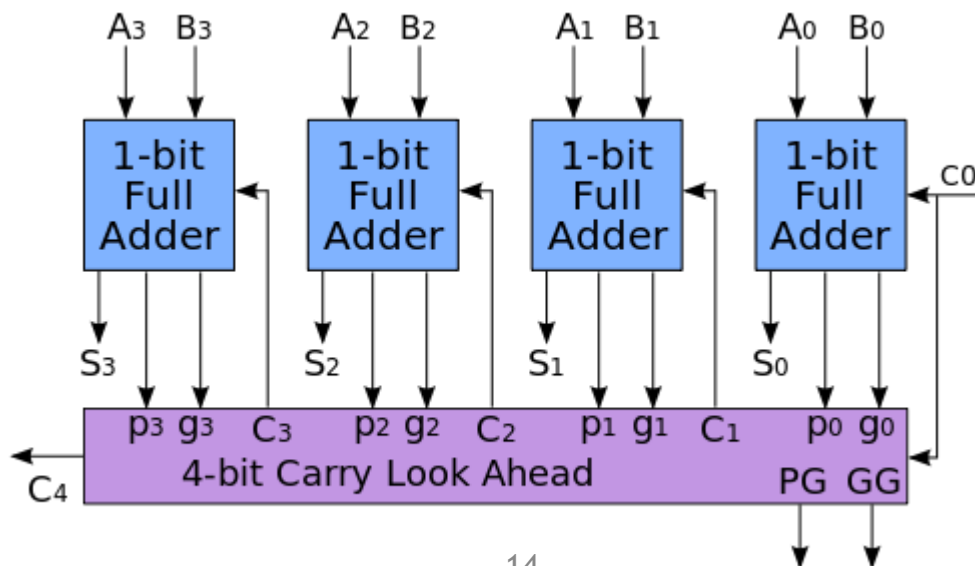 A3 B3 A2 B2 A1 B1 A0 B0
1-bit Full Adder
1-bit Full Adder
1-bit Full Adder
1-bit Full Adder
C0
S3 S2 S1 S0
p3 g3 C3 p2 g2 C2 p1 g1 C1 p0 g0
4-bit Carry Look Ahead
PG GG
C4
14